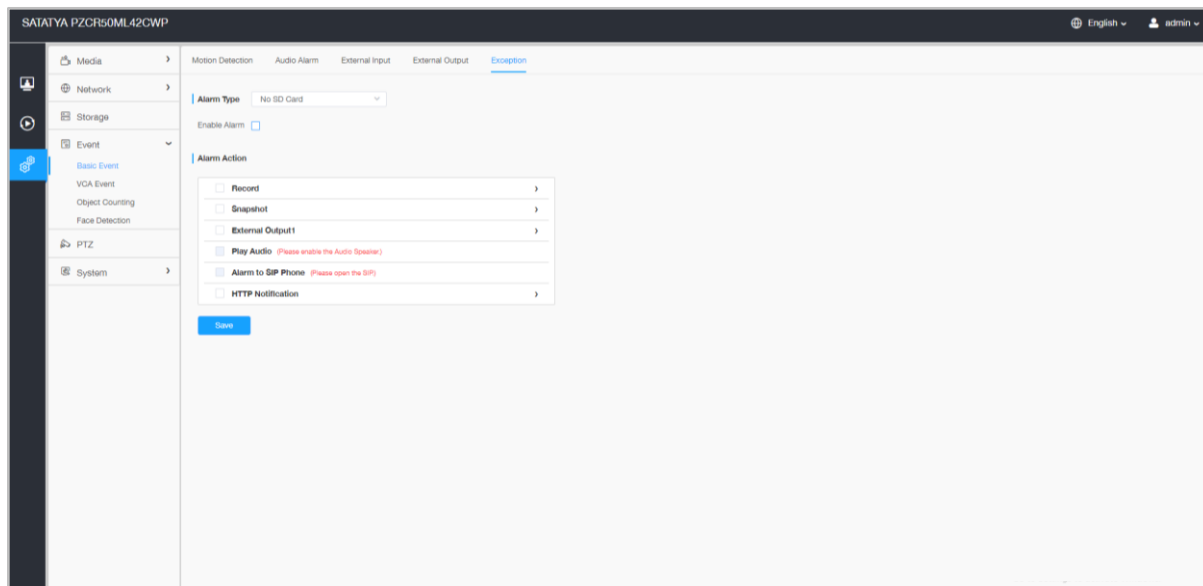 SATATYA PZCR50ML42CWP
English
admin
Media
Network
Storage
Event
Basic Event
VCA Event
Object Counting
Face Detection
PTZ
System
Motion Detection Audio Alarm External Input External Output Exception
Alarm Type No SD Card
Enable Alarm
Alarm Action
Record
Snapshot
External Output1
Play Audio (Please enable the Audio Speaker.)
Alarm to SIP Phone (Please open the SIP)
HTTP Notification
Save